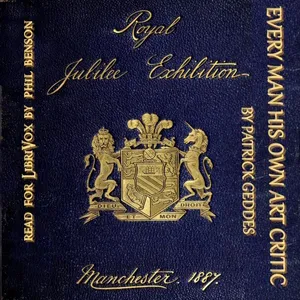 Royal
Jubilee Exhibition
DIEU ET MON DROIT
Manchester. 1887.
READ FOR LIBRIVOX BY PHIL BENSON
EVERY MAN HIS OWN ART CRITIC
BY PATRICK GEDDES